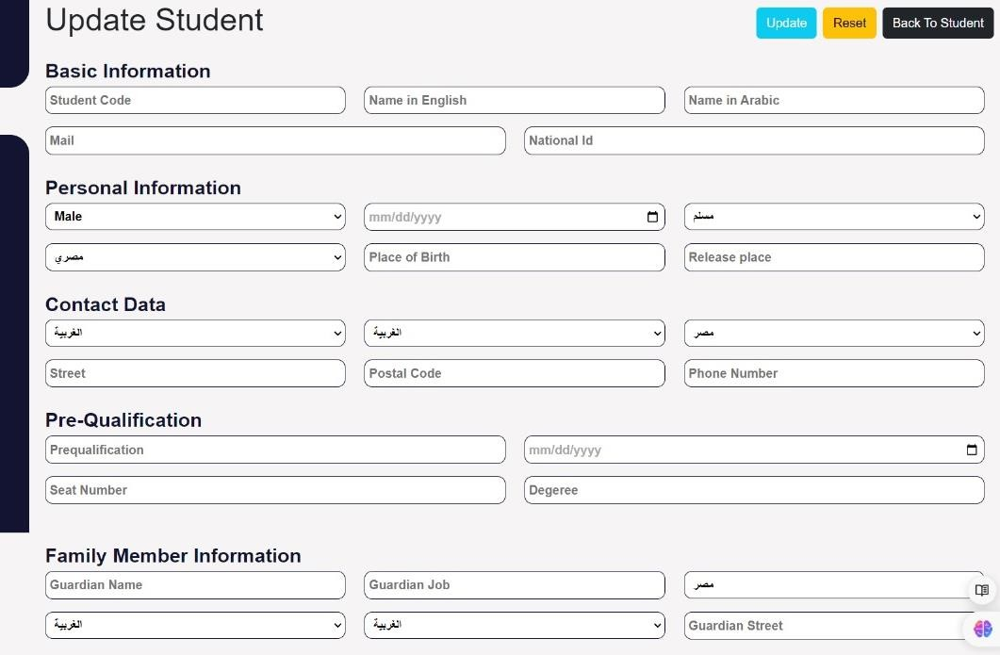 Update Student Update Reset Back To Student
Basic Information
Student Code Name in English Name in Arabic
Mail National Id
Personal Information
Male mm/dd/yyyy مسلم
مصري Place of Birth Release place
Contact Data
الغربية الغربية مصر
Street Postal Code Phone Number
Pre-Qualification
Prequalification mm/dd/yyyy
Seat Number Degeree
Family Member Information
Guardian Name Guardian Job مصر
الغربية الغربية Guardian Street